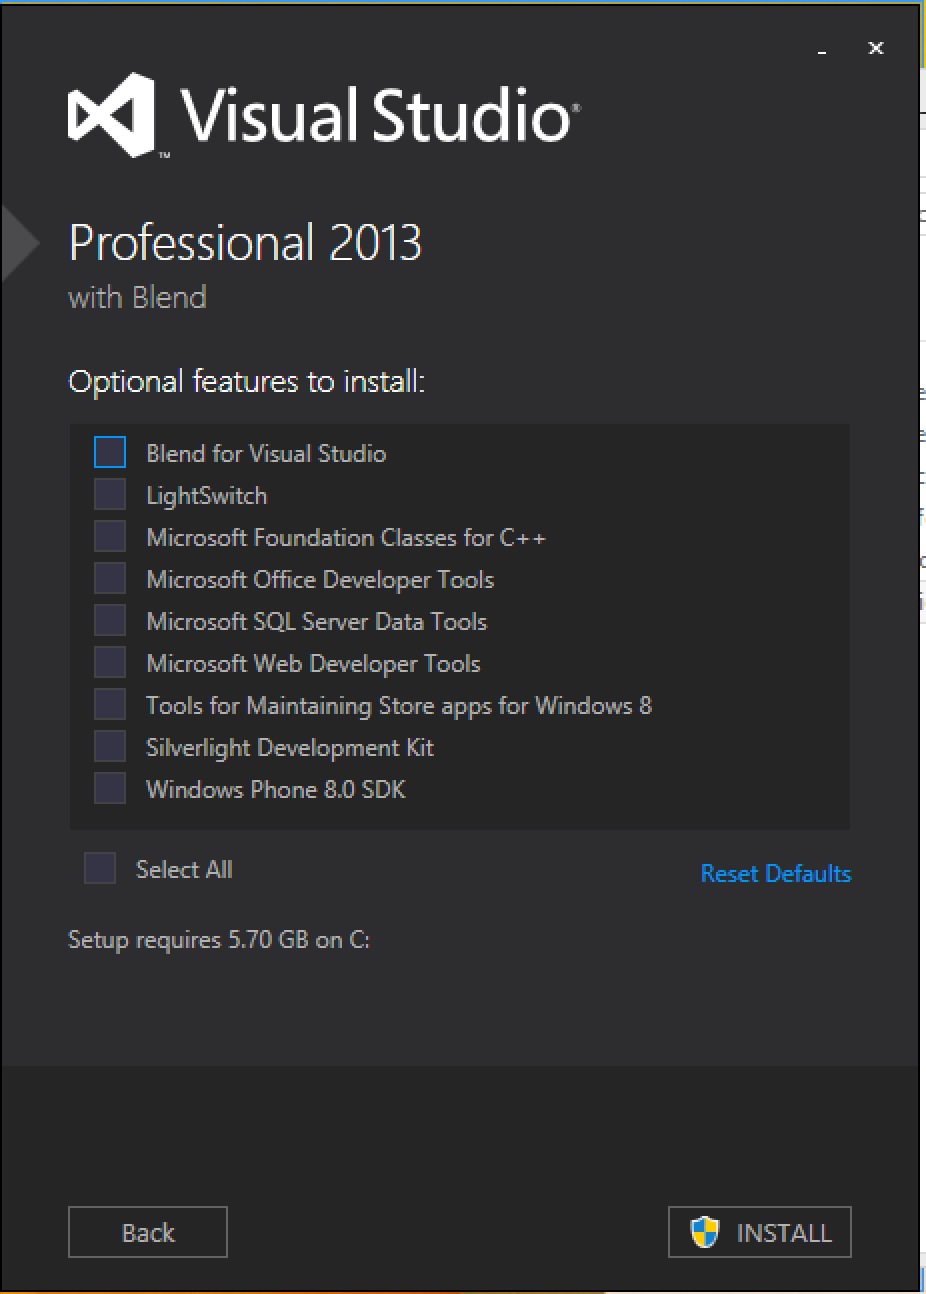 Visual Studio®
™
Professional 2013
with Blend
Optional features to install:
Blend for Visual Studio
LightSwitch
Microsoft Foundation Classes for C++
Microsoft Office Developer Tools
Microsoft SQL Server Data Tools
Microsoft Web Developer Tools
Tools for Maintaining Store apps for Windows 8
Silverlight Development Kit
Windows Phone 8.0 SDK
Select All
Reset Defaults
Setup requires 5.70 GB on C:
Back
INSTALL